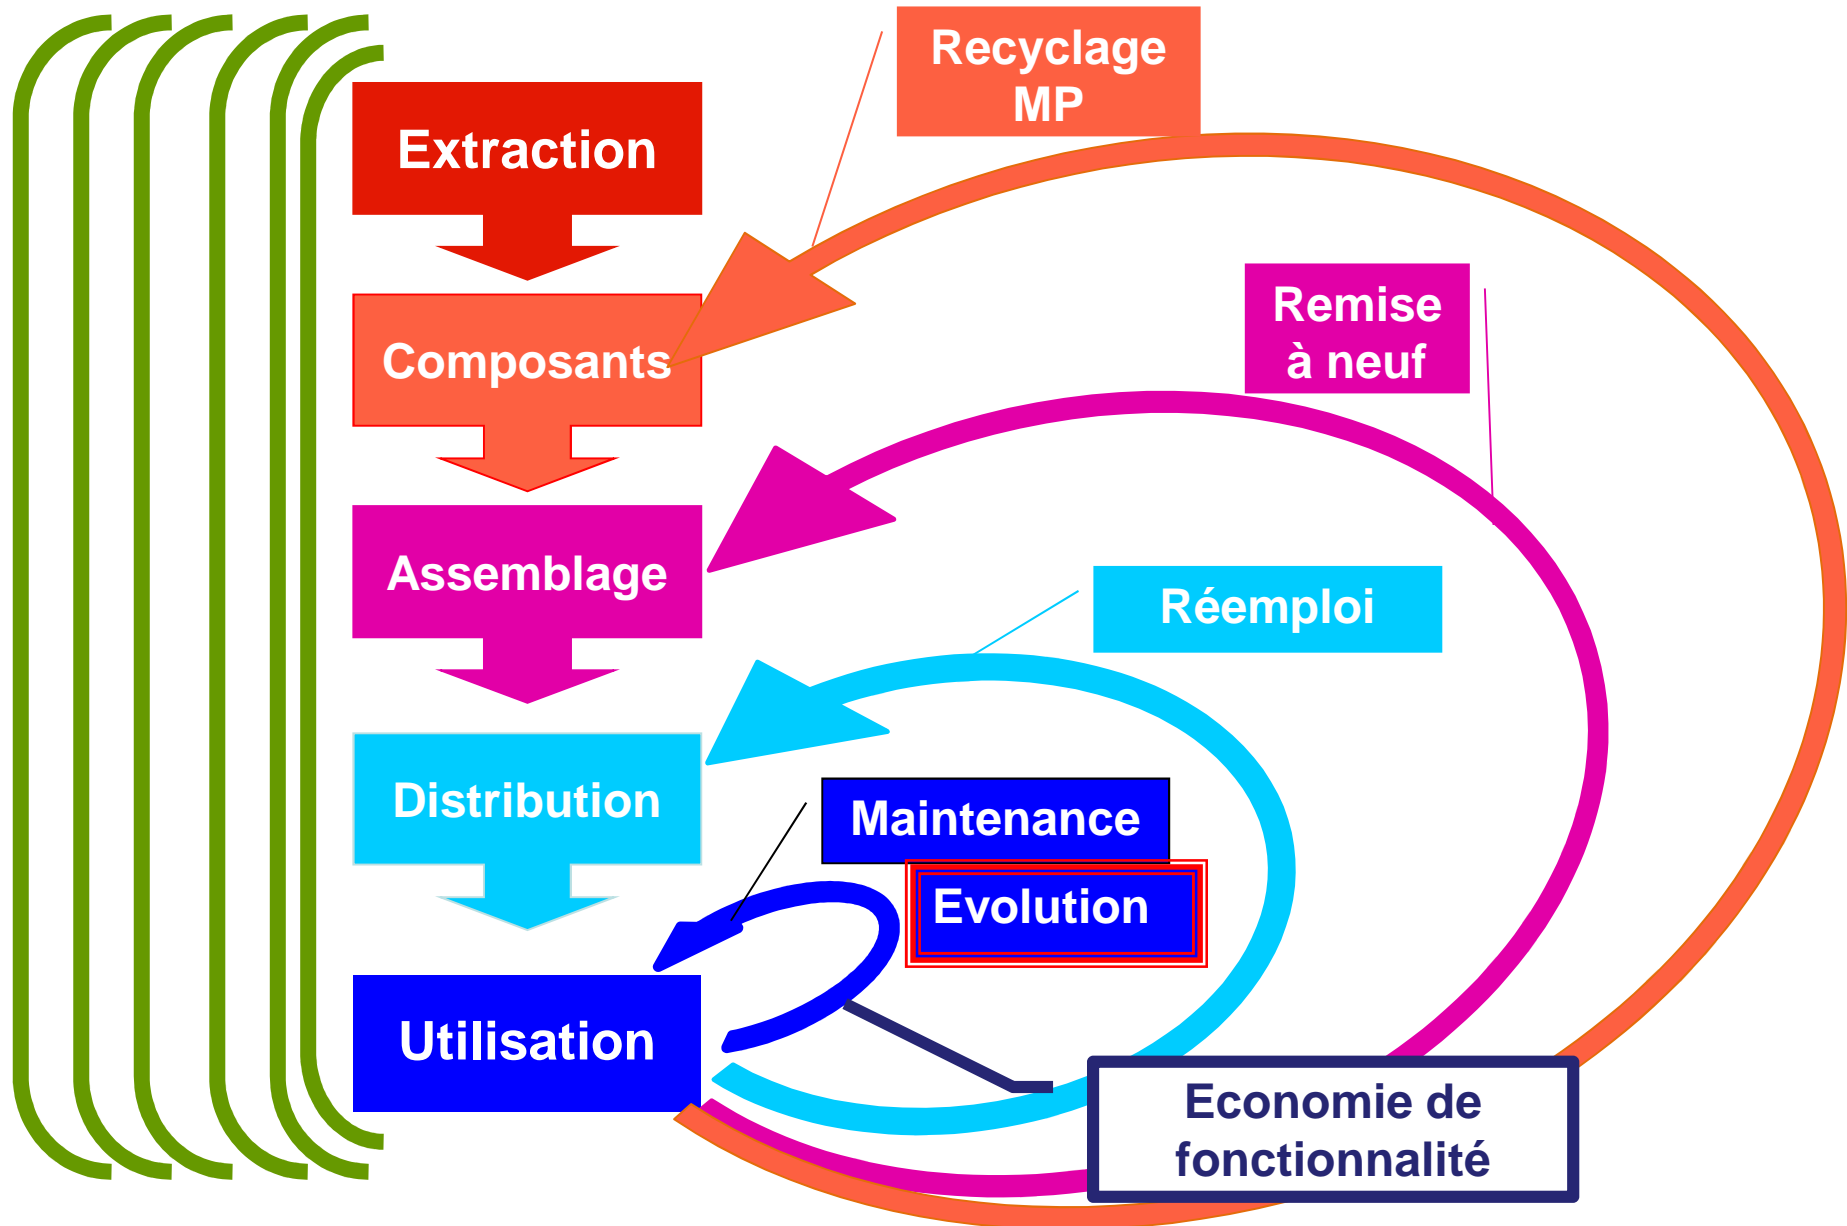 Recyclage
MP
Extraction
Remise
à neuf
Composants
Assemblage
Réemploi
Distribution
Maintenance
Evolution
Utilisation
Economie de
fonctionnalité